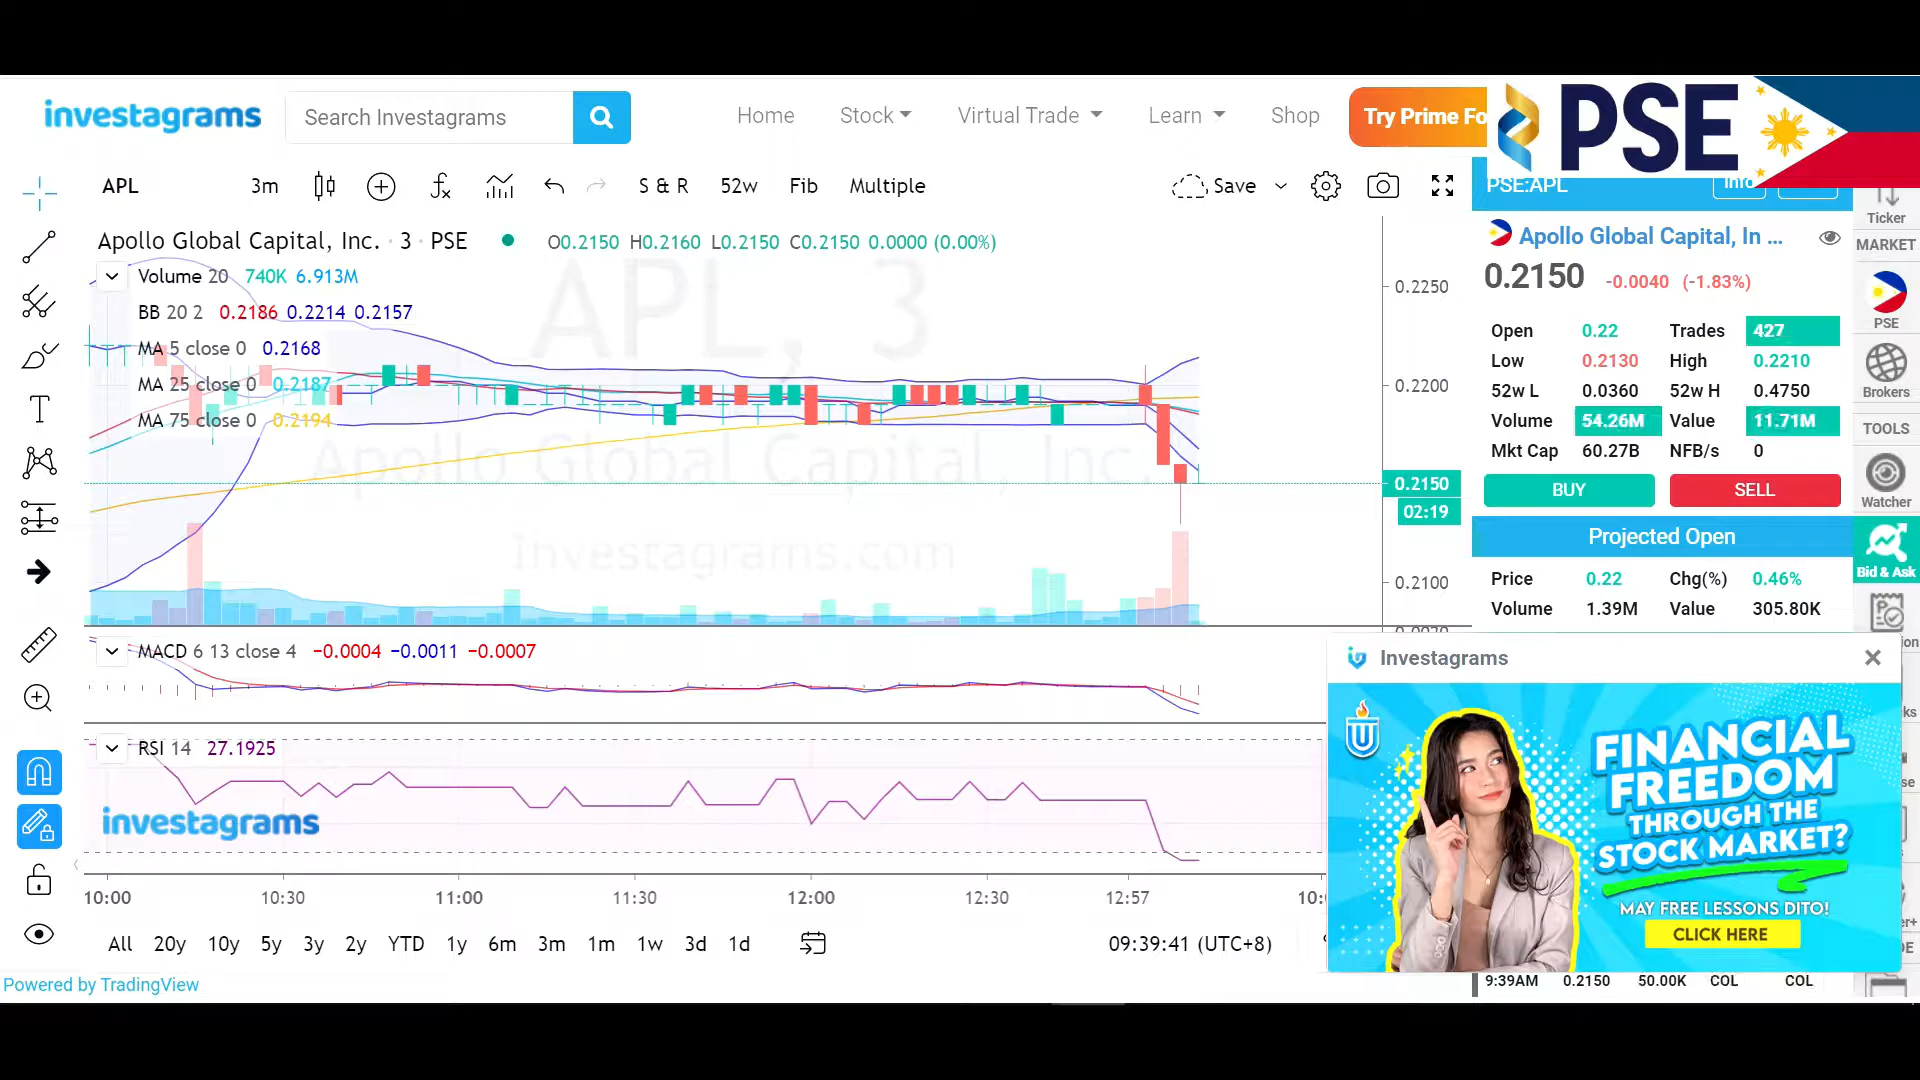 investagrams
Search Investagrams
Home
Stock
Virtual Trade
Learn
Shop
Try Prime Fo
PSE
APL
3m
S & R
52w
Fib
Multiple
Save
PSE:APL
Info
Ticker
MARKET
PSE
Brokers
TOOLS
Watcher
Bid & Ask
Apollo Global Capital, Inc. · 3 · PSE
O0.2150 H0.2160 L0.2150 C0.2150 0.0000 (0.00%)
Volume 20 740K 6.913M
BB 20 2 0.2186 0.2214 0.2157
MA 5 close 0 0.2168
MA 25 close 0 0.2187
MA 75 close 0 0.2194
APL, 3
Apollo Global Capital, Inc.
Investagrams.com
0.2250
0.2200
0.2150
02:19
0.2100
Apollo Global Capital, In ...
0.2150 -0.0040 (-1.83%)
Open 0.22 Trades 427
Low 0.2130 High 0.2210
52w L 0.0360 52w H 0.4750
Volume 54.26M Value 11.71M
Mkt Cap 60.27B NFB/s 0
BUY SELL
Projected Open
Price 0.22 Chg(%) 0.46%
Volume 1.39M Value 305.80K
MACD 6 13 close 4 −0.0004 −0.0011 −0.0007
RSI 14 27.1925
investagrams
10:00 10:30 11:00 11:30 12:00 12:30 12:57
All 20y 10y 5y 3y 2y YTD 1y 6m 3m 1m 1w 3d 1d
09:39:41 (UTC+8)
Powered by TradingView
Investagrams
U
FINANCIAL
FREEDOM
THROUGH THE
STOCK MARKET?
MAY FREE LESSONS DITO!
CLICK HERE
9:39AM 0.2150 50.00K COL COL